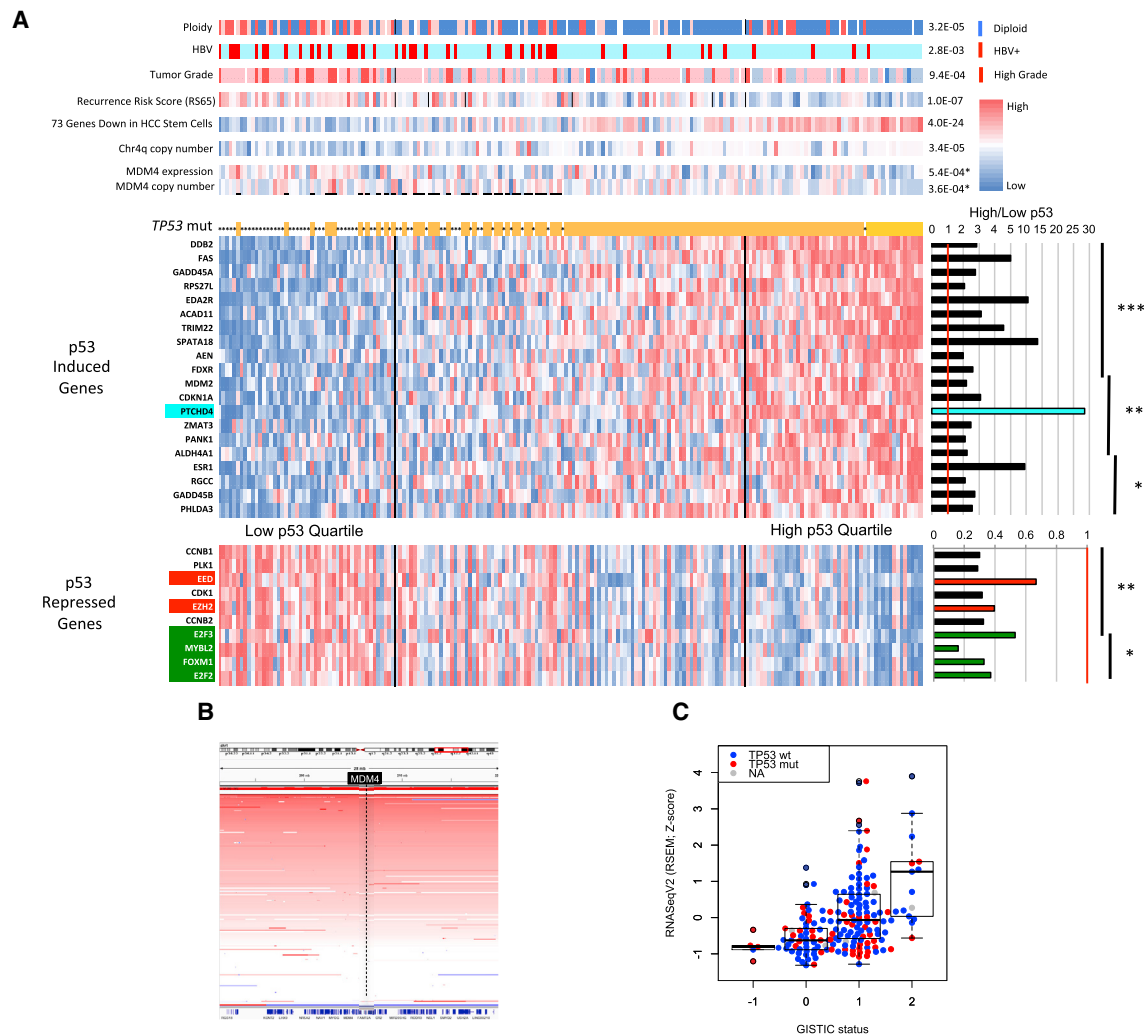 A
Ploidy 3.2E-05 Diploid
HBV 2.8E-03 HBV+
Tumor Grade 9.4E-04 High Grade
Recurrence Risk Score (RS65) 1.0E-07 High
73 Genes Down in HCC Stem Cells 4.0E-24
Chr4q copy number 3.4E-05
MDM4 expression 5.4E-04*
MDM4 copy number 3.6E-04* Low
High/Low p53
TP53 mut 0 1 2 3 5 10 15 20 25 30
DDB2
FAS
GADD45A
RPS27L
EDA2R
ACAD11
TRIM22
SPATA18
AEN
FDXR
MDM2
CDKN1A
PTCHD4
ZMAT3
PANK1
ALDH4A1
ESR1
RGCC
GADD45B
PHLDA3
p53
Induced
Genes
***
**
*
Low p53 Quartile High p53 Quartile
0 0.2 0.4 0.6 0.8 1
CCNB1
PLK1
EED
CDK1
EZH2
CCNB2
E2F3
MYBL2
FOXM1
E2F2
p53
Repressed
Genes
**
*
B
MDM4
C
TP53 wt
TP53 mut
NA
RNASeqV2 (RSEM; Z-score)
4
3
2
1
0
-1
-1 0 1 2
GISTIC status